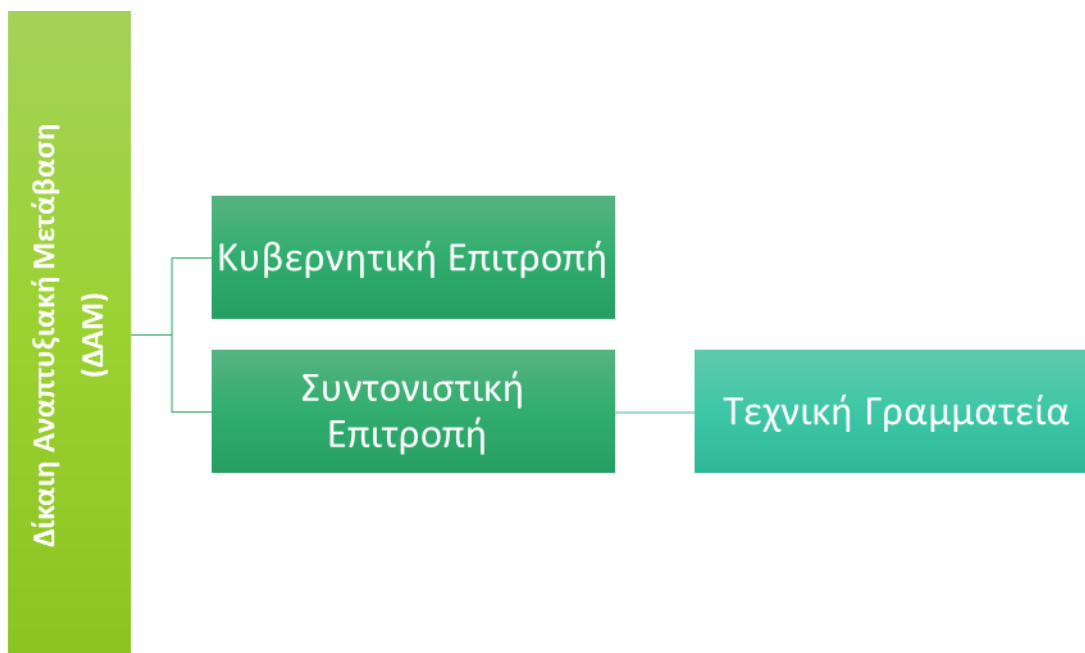 Δίκαιη Αναπτυξιακή Μετάβαση
(ΔΑΜ)
Κυβερνητική Επιτροπή
Συντονιστική
Επιτροπή
Τεχνική Γραμματεία